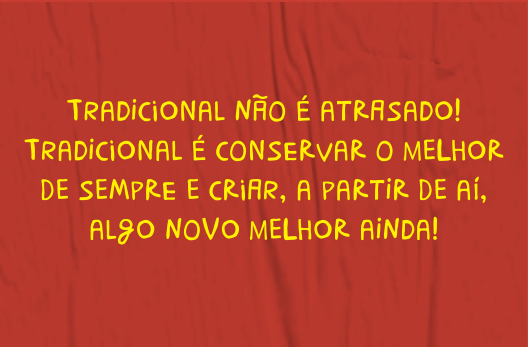 TRADICIONAL NÃO É ATRASADO!
TRADICIONAL É CONSERVAR O MELHOR
DE SEMPRE E CRIAR, A PARTIR DE AÍ,
ALGO NOVO MELHOR AINDA!